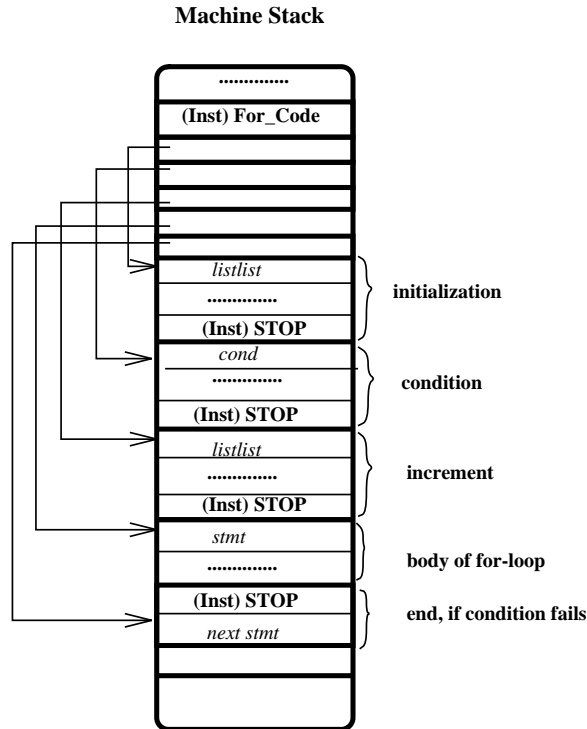 Machine Stack
..............
(Inst) For_Code
listlist
..............
(Inst) STOP
initialization
cond
..............
(Inst) STOP
condition
listlist
..............
(Inst) STOP
increment
stmt
..............
body of for-loop
(Inst) STOP
end, if condition fails
next stmt